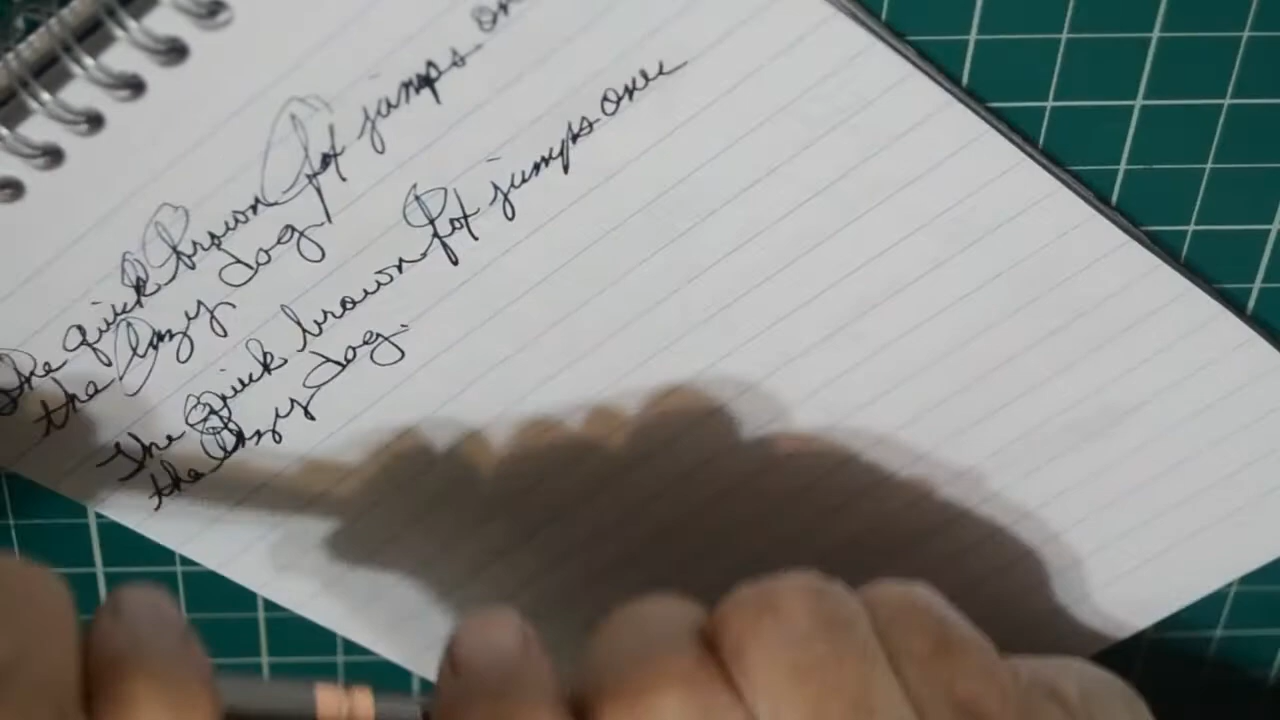 The quick brown fox jumps
the lazy dog.
The quick brown fox jumps over
the lazy dog.